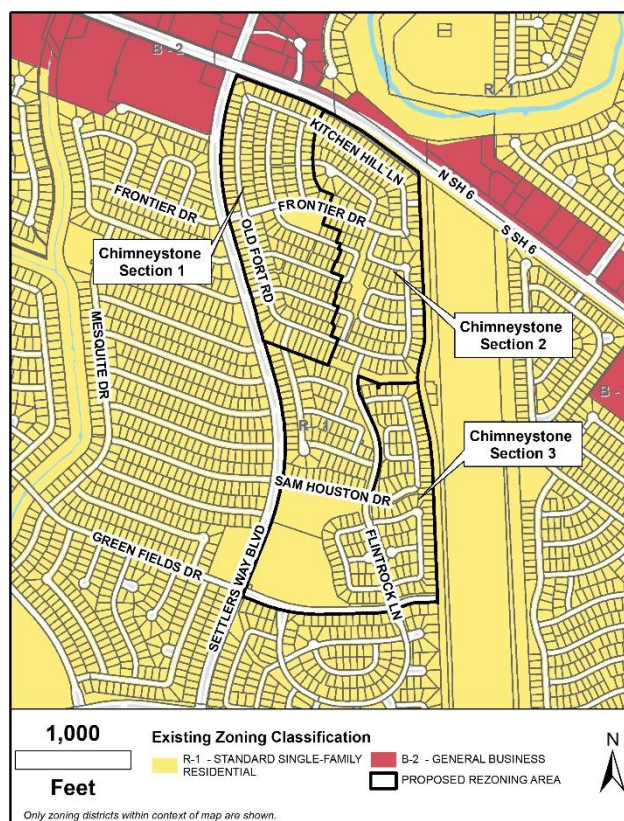 B-2
R-1
KITCHEN HILL LN
N SH 6
S SH 6
FRONTIER DR
FRONTIER DR
Chimneystone
Section 1
OLD FORT RD
Chimneystone
Section 2
MESQUITE DR
B-
R-1
Chimneystone
Section 3
SAM HOUSTON DR
GREEN FIELDS DR
SETTLERS WAY BLVD
FLINTROCK LN
1,000
Feet
Existing Zoning Classification
R-1 - STANDARD SINGLE-FAMILY
RESIDENTIAL
B-2 - GENERAL BUSINESS
PROPOSED REZONING AREA
N
Only zoning districts within context of map are shown.